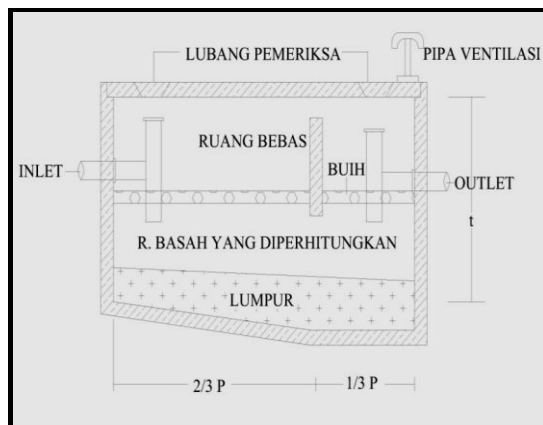 LUBANG PEMERIKSA
PIPA VENTILASI
RUANG BEBAS
INLET
BUIH
OUTLET
t
R. BASAH YANG DIPERHITUNGKAN
LUMPUR
2/3 P
1/3 P